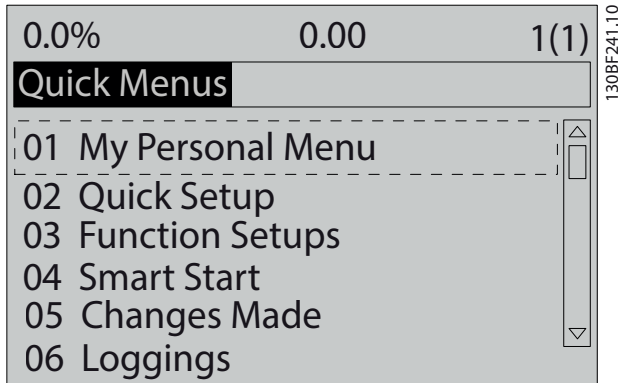 0.0% 0.00 1(1)
Quick Menus
01 My Personal Menu
02 Quick Setup
03 Function Setups
04 Smart Start
05 Changes Made
06 Loggings
130BF241.10